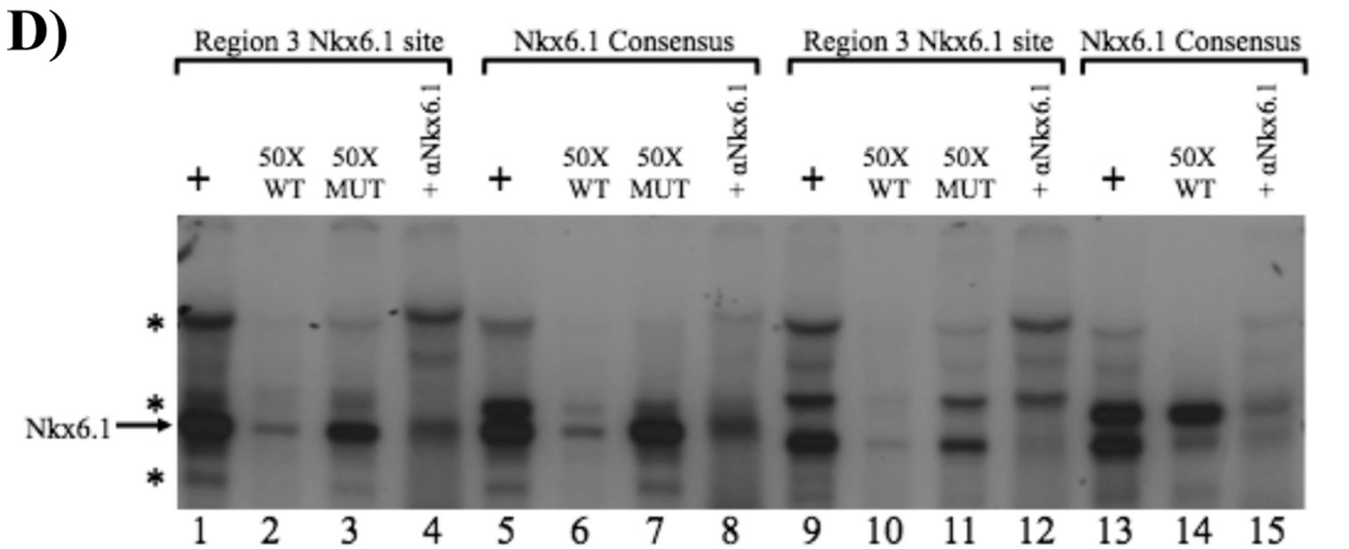 D)
Region 3 Nkx6.1 site Nkx6.1 Consensus Region 3 Nkx6.1 site Nkx6.1 Consensus
+ 50X WT 50X MUT + αNkx6.1 + 50X WT 50X MUT + αNkx6.1 + 50X WT 50X MUT + αNkx6.1 + 50X WT + αNkx6.1
*
*
Nkx6.1
*
1 2 3 4 5 6 7 8 9 10 11 12 13 14 15